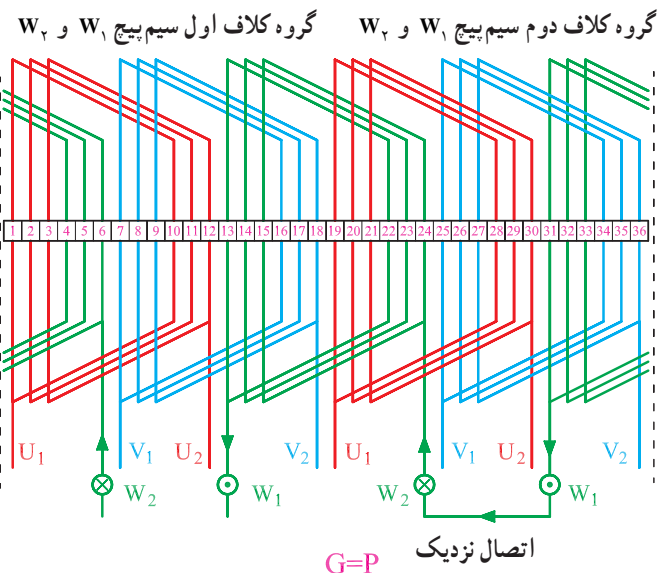 گروه کلاف دوم سیم‌پیچ W۱ و W۲
گروه کلاف اول سیم‌پیچ W۱ و W۲
1 2 3 4 5 6 7 8 9 10 11 12 13 14 15 16 17 18 19 20 21 22 23 24 25 26 27 28 29 30 31 32 33 34 35 36
U1 V1 U2 V2 U1 V1 U2 V2
W2 W1 W2 W1
اتصال نزدیک
G=P